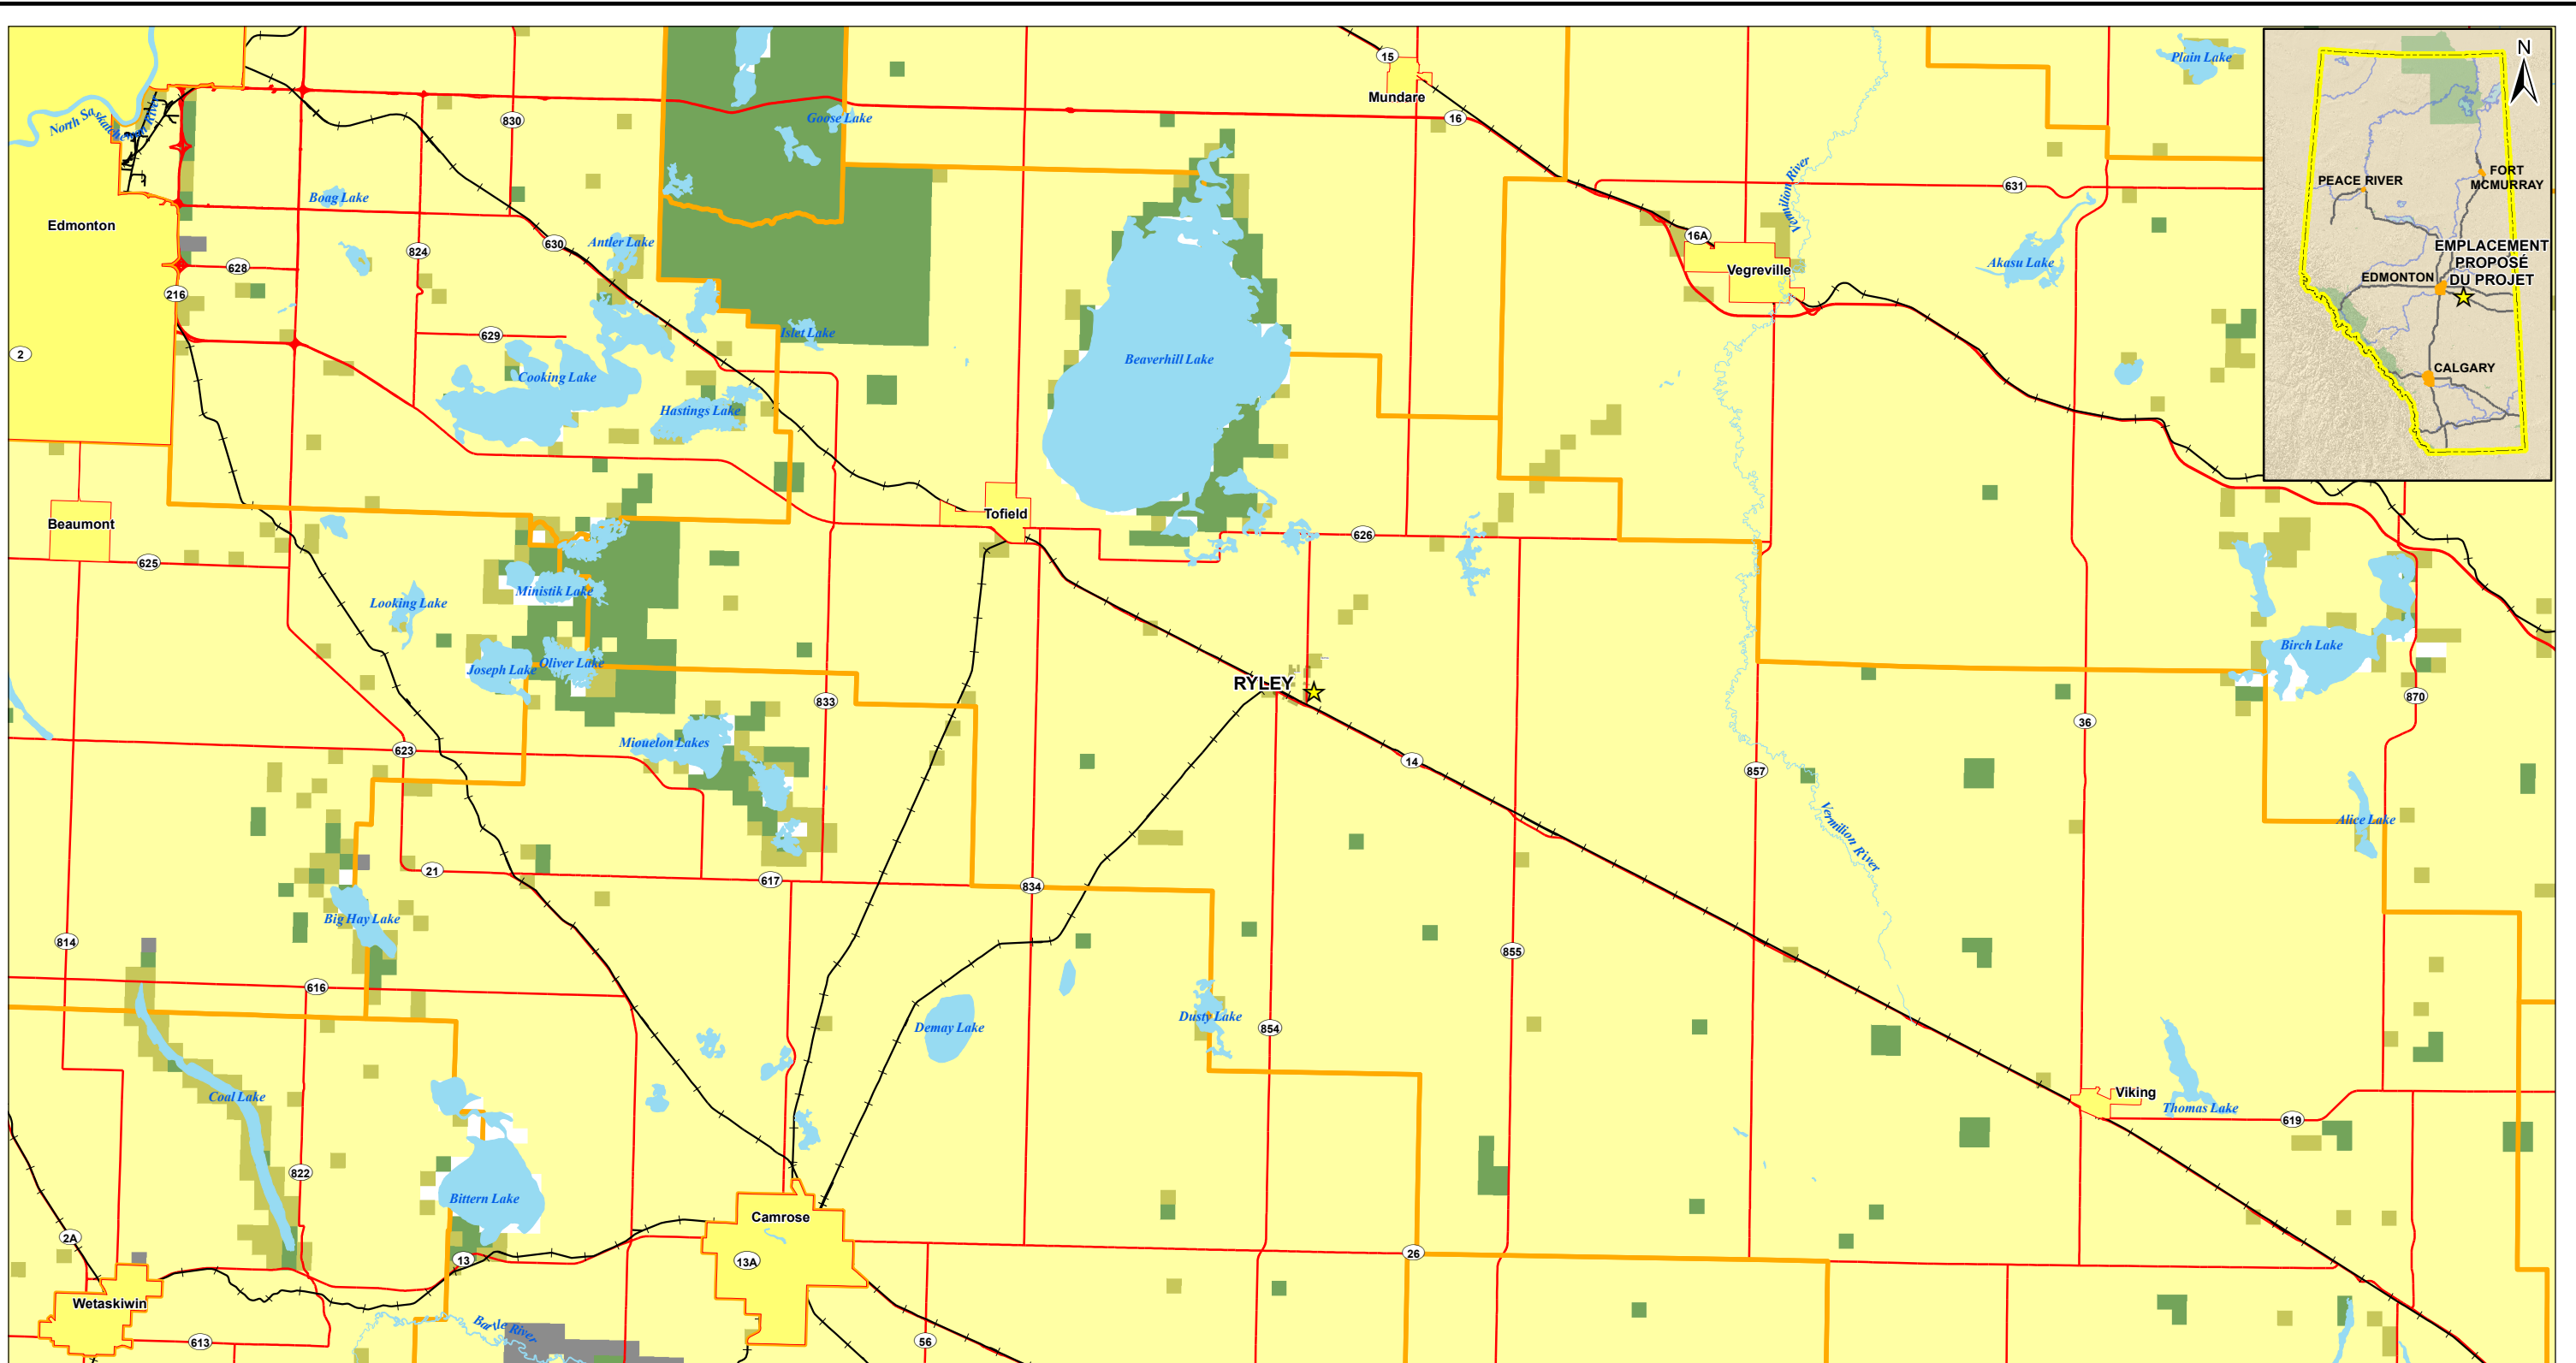 Plain Lake
N
15
Mundare
16
North Saskatchewan River
830
Goose Lake
Vermilion River
631
PEACE RIVER
FORT
MCMURRAY
Boag Lake
Edmonton
Antler Lake
630
824
628
216
16A
Vegreville
Akasu Lake
EMPLACEMENT
PROPOSÉ
DU PROJET
EDMONTON
CALGARY
2
629
Islet Lake
Beaverhill Lake
Cooking Lake
Hastings Lake
Beaumont
Tofield
626
625
Looking Lake
Ministik Lake
Joseph Lake
Oliver Lake
Birch Lake
RYLEY
833
870
36
623
Miquelon Lakes
14
857
Vermilion River
Alice Lake
21
617
834
Big Hay Lake
814
855
616
Demay Lake
Dusty Lake
854
Coal Lake
Viking
Thomas Lake
619
822
Bittern Lake
Camrose
2A
13
13A
26
Wetaskiwin
Battle River
613
56